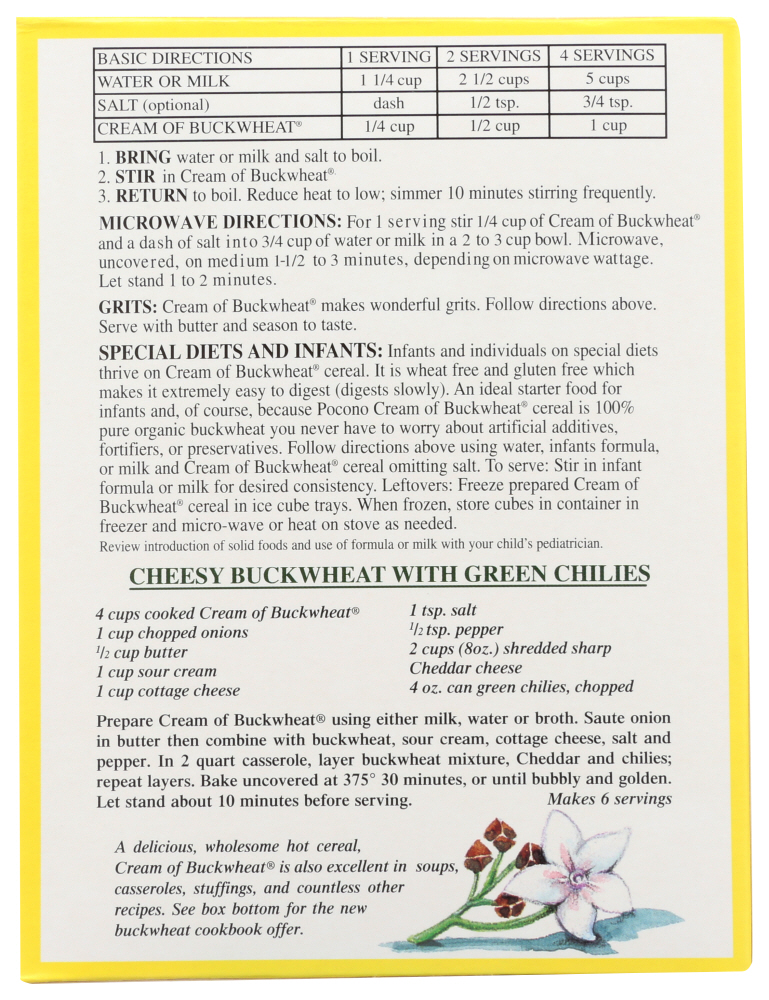 BASIC DIRECTIONS 1 SERVING 2 SERVINGS 4 SERVINGS
WATER OR MILK 1 1/4 cup 2 1/2 cups 5 cups
SALT (optional) dash 1/2 tsp. 3/4 tsp.
CREAM OF BUCKWHEAT® 1/4 cup 1/2 cup 1 cup
1. BRING water or milk and salt to boil.
2. STIR in Cream of Buckwheat®
3. RETURN to boil. Reduce heat to low; simmer 10 minutes stirring frequently.
MICROWAVE DIRECTIONS: For 1 serving stir 1/4 cup of Cream of Buckwheat®
and a dash of salt into 3/4 cup of water or milk in a 2 to 3 cup bowl. Microwave,
uncovered, on medium 1-1/2 to 3 minutes, depending on microwave wattage.
Let stand 1 to 2 minutes.
GRITS: Cream of Buckwheat® makes wonderful grits. Follow directions above.
Serve with butter and season to taste.
SPECIAL DIETS AND INFANTS: Infants and individuals on special diets
thrive on Cream of Buckwheat® cereal. It is wheat free and gluten free which
makes it extremely easy to digest (digests slowly). An ideal starter food for
infants and, of course, because Pocono Cream of Buckwheat® cereal is 100%
pure organic buckwheat you never have to worry about artificial additives,
fortifiers, or preservatives. Follow directions above using water, infants formula,
or milk and Cream of Buckwheat® cereal omitting salt. To serve: Stir in infant
formula or milk for desired consistency. Leftovers: Freeze prepared Cream of
Buckwheat® cereal in ice cube trays. When frozen, store cubes in container in
freezer and micro-wave or heat on stove as needed.
Review introduction of solid foods and use of formula or milk with your child's pediatrician.
CHEESY BUCKWHEAT WITH GREEN CHILIES
4 cups cooked Cream of Buckwheat®
1 cup chopped onions
1/2 cup butter
1 cup sour cream
1 cup cottage cheese
1 tsp. salt
1/2 tsp. pepper
2 cups (8oz.) shredded sharp
Cheddar cheese
4 oz. can green chilies, chopped
Prepare Cream of Buckwheat® using either milk, water or broth. Saute onion
in butter then combine with buckwheat, sour cream, cottage cheese, salt and
pepper. In 2 quart casserole, layer buckwheat mixture, Cheddar and chilies;
repeat layers. Bake uncovered at 375° 30 minutes, or until bubbly and golden.
Let stand about 10 minutes before serving. Makes 6 servings
A delicious, wholesome hot cereal,
Cream of Buckwheat® is also excellent in soups,
casseroles, stuffings, and countless other
recipes. See box bottom for the new
buckwheat cookbook offer.